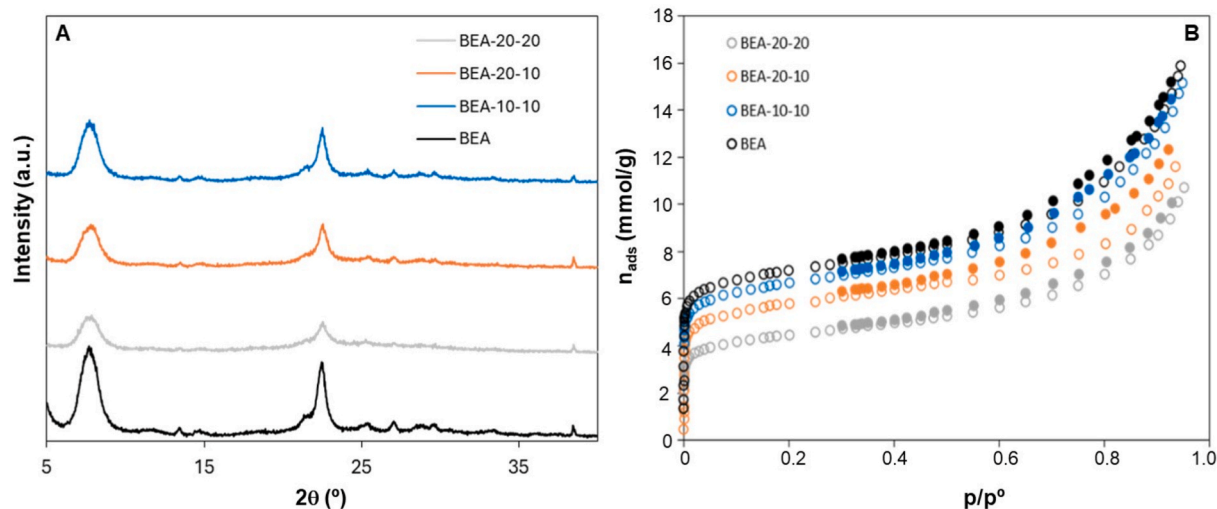 A
BEA-20-20
BEA-20-10
BEA-10-10
BEA
Intensity (a.u.)
5
15
25
35
2θ (º)
B
BEA-20-20
BEA-20-10
BEA-10-10
BEA
n_ads (mmol/g)
18
16
14
12
10
8
6
4
2
0
0
0.2
0.4
0.6
0.8
1.0
p/pº